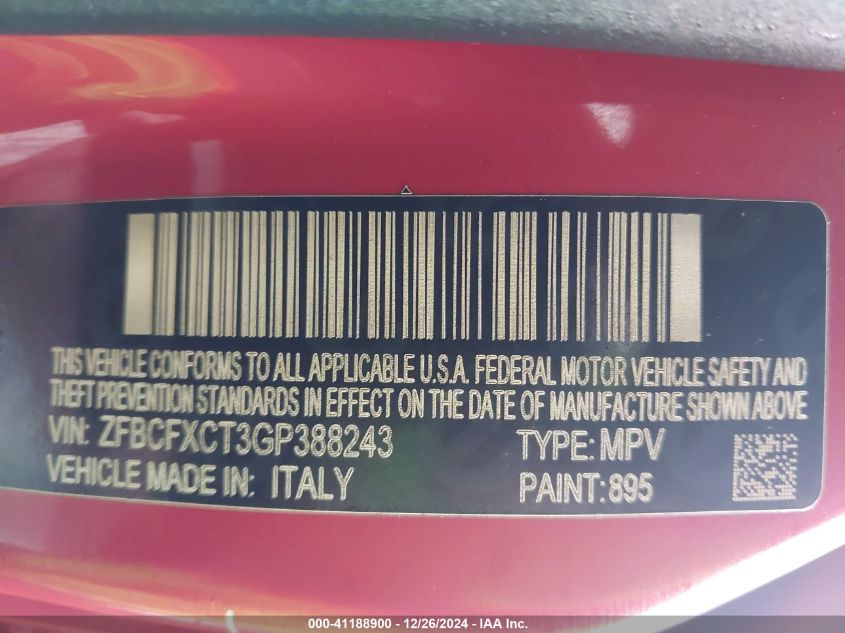 THIS VEHICLE CONFORMS TO ALL APPLICABLE U.S.A. FEDERAL MOTOR VEHICLE SAFETY AND
THEFT PREVENTION STANDARDS IN EFFECT ON THE DATE OF MANUFACTURE SHOWN ABOVE
VIN: ZFBCFXCT3GP388243 TYPE: MPV
VEHICLE MADE IN: ITALY PAINT: 895
000-41188900 - 12/26/2024 - IAA Inc.